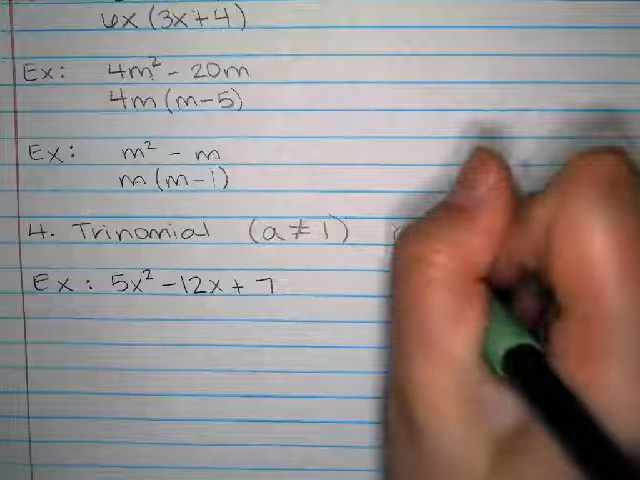 6x (3x+4)
Ex: 4m² - 20m
4m (m-5)
Ex: m² - m
m (m-1)
4. Trinomial (a ≠ 1)
Ex: 5x² - 12x + 7